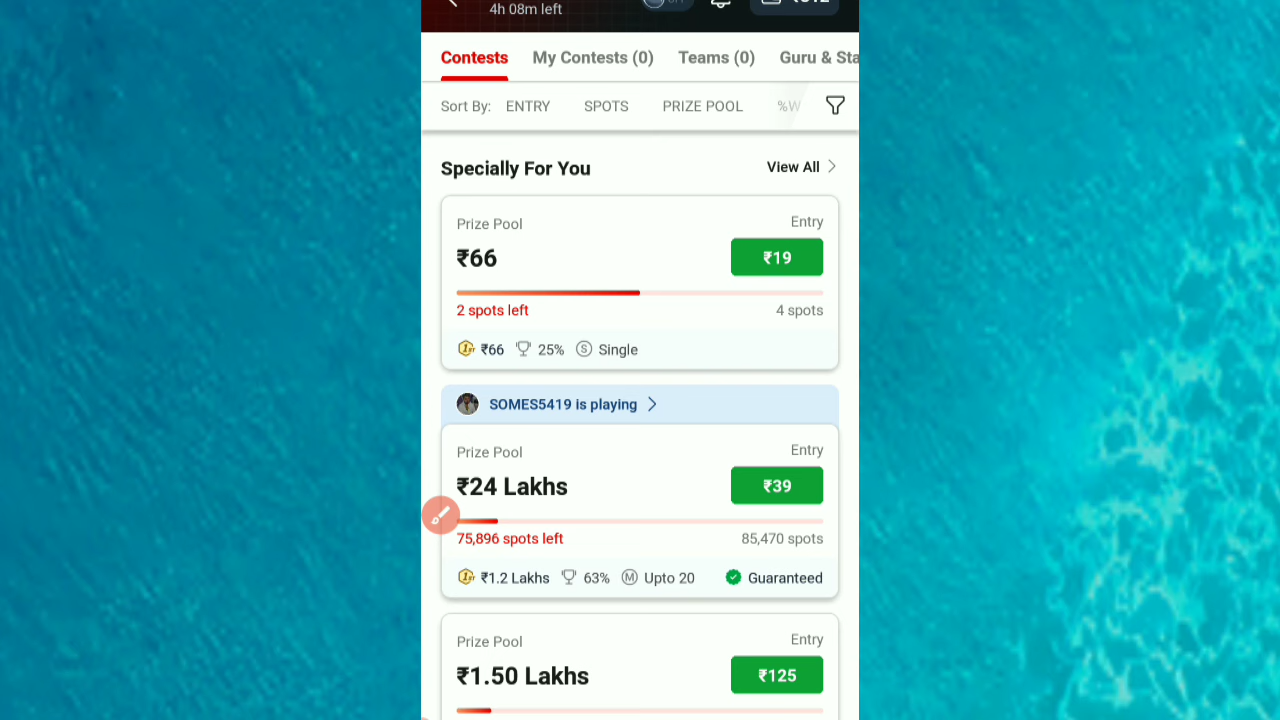 4h 08m left
Contests My Contests (0) Teams (0) Guru & Sta
Sort By: ENTRY SPOTS PRIZE POOL %W
Specially For You View All
Prize Pool Entry
₹66 ₹19
2 spots left 4 spots
1ST ₹66 25% S Single
SOMES5419 is playing
Prize Pool Entry
₹24 Lakhs ₹39
75,896 spots left 85,470 spots
1ST ₹1.2 Lakhs 63% M Upto 20 Guaranteed
Prize Pool Entry
₹1.50 Lakhs ₹125